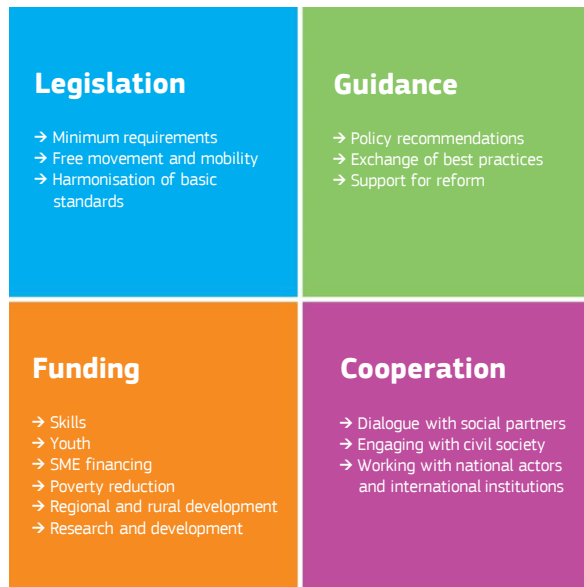 Legislation
→ Minimum requirements
→ Free movement and mobility
→ Harmonisation of basic
standards
Guidance
→ Policy recommendations
→ Exchange of best practices
→ Support for reform
Funding
→ Skills
→ Youth
→ SME financing
→ Poverty reduction
→ Regional and rural development
→ Research and development
Cooperation
→ Dialogue with social partners
→ Engaging with civil society
→ Working with national actors
and international institutions